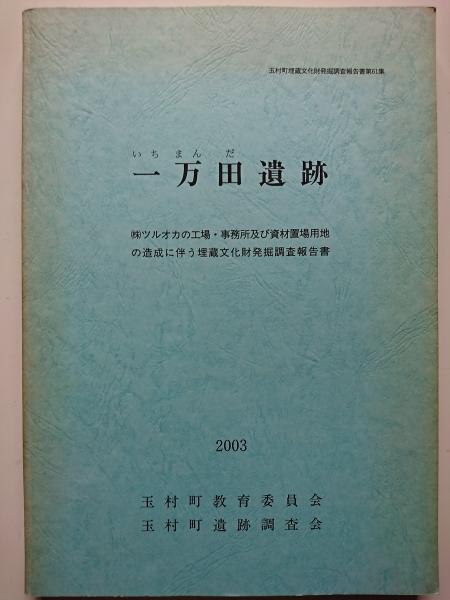 玉村町埋蔵文化財発掘調査報告書第61集
いちまんだ
一万田遺跡
㈱ツルオカの工場・事務所及び資材置場用地
の造成に伴う埋蔵文化財発掘調査報告書
2003
玉村町教育委員会
玉村町遺跡調査会